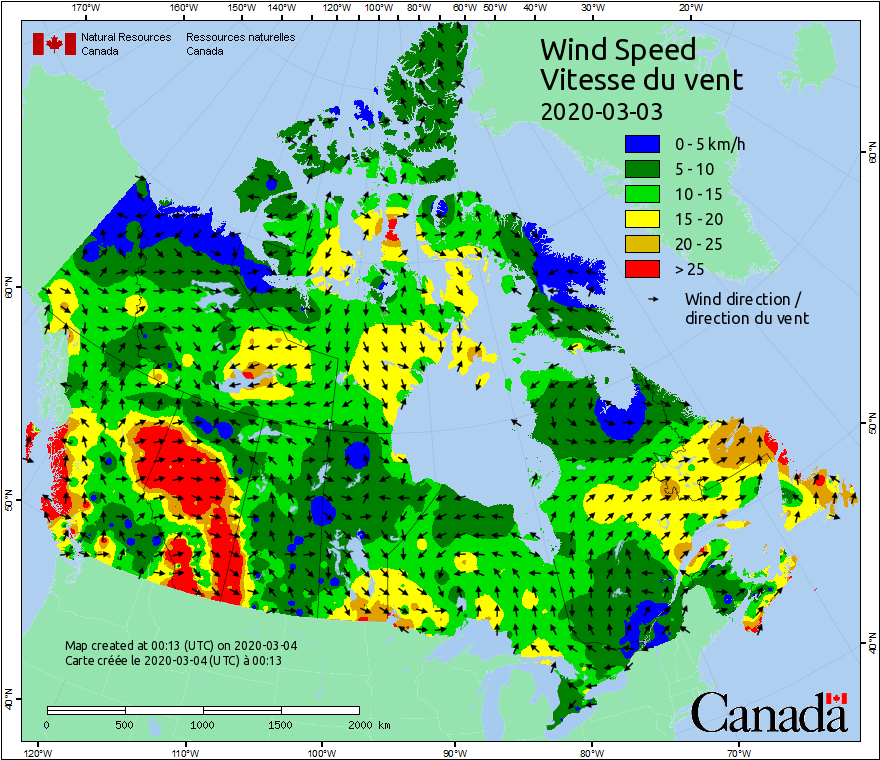 170°W 160°W 150°W 140°W 130°W 120°W 110°W 100°W 90°W 80°W 70°W 60°W 50°W 40°W 30°W 20°W
Natural Resources Canada
Ressources naturelles Canada
Wind Speed
Vitesse du vent
2020-03-03
0 - 5 km/h
5 - 10
10 - 15
15 - 20
20 - 25
> 25
Wind direction /
direction du vent
60°N
60°N
50°N
50°N
40°N
40°N
Map created at 00:13 (UTC) on 2020-03-04
Carte créée le 2020-03-04 (UTC) à 00:13
0 500 1000 1500 2000 km
Canada
120°W 110°W 100°W 90°W 80°W 70°W